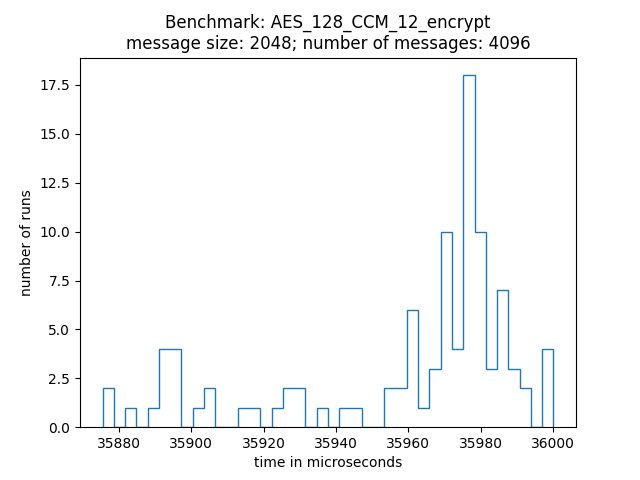 Benchmark: AES_128_CCM_12_encrypt
message size: 2048; number of messages: 4096
17.5
15.0
12.5
10.0
7.5
5.0
2.5
0.0
number of runs
35880 35900 35920 35940 35960 35980 36000
time in microseconds